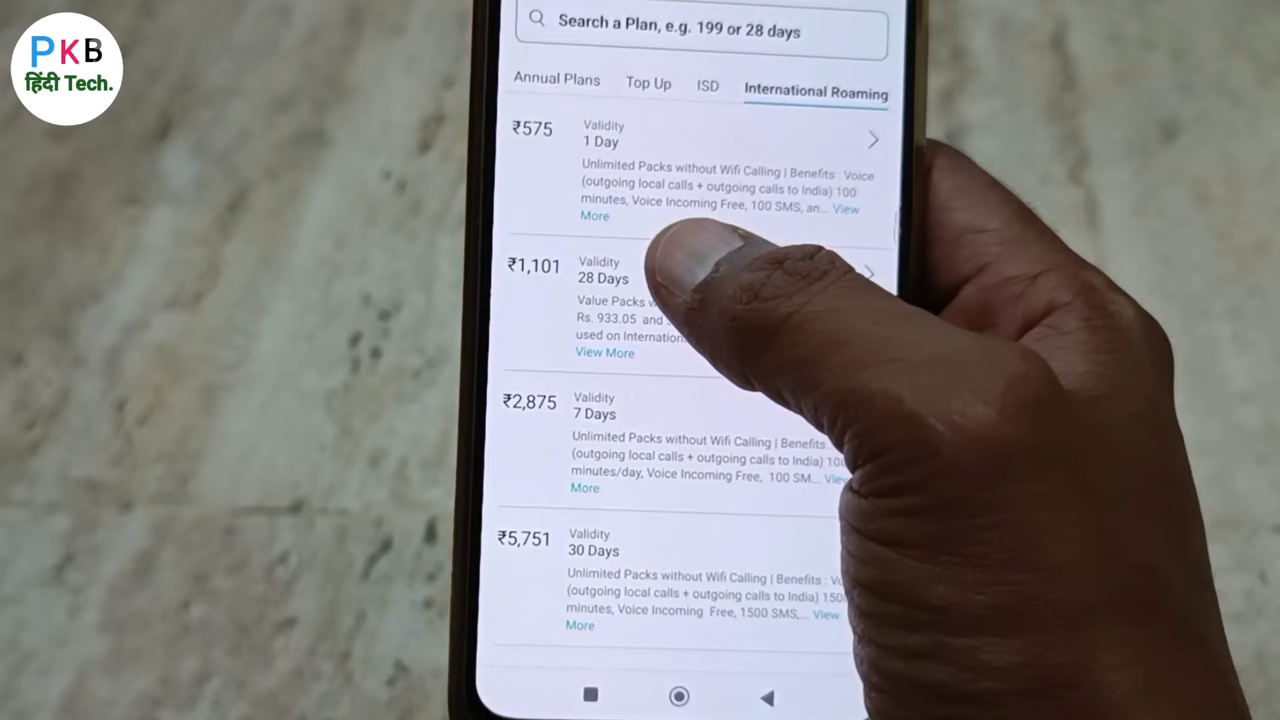 PKB
हिंदी Tech.
Search a Plan, e.g. 199 or 28 days
Annual Plans Top Up ISD International Roaming
₹575
Validity
1 Day
Unlimited Packs without Wifi Calling | Benefits : Voice
(outgoing local calls + outgoing calls to India) 100
minutes, Voice Incoming Free, 100 SMS, an... View
More
₹1,101
Validity
28 Days
Value Packs
Rs. 933.05 and
used on
View More
₹2,875
Validity
7 Days
Unlimited Packs without Wifi Calling | Benefits
(outgoing local calls + outgoing calls to India)
minutes/day, Voice Incoming Free, 100 SM... View
More
₹5,751
Validity
30 Days
Unlimited Packs without Wifi Calling | Benefits :
(outgoing local calls + outgoing calls to India)
minutes, Voice Incoming Free, 1500 SMS,... View
More